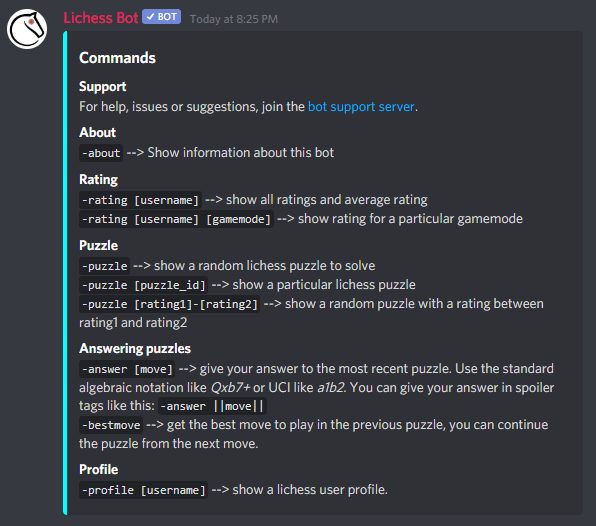 Lichess Bot ✓ BOT Today at 8:25 PM
Commands
Support
For help, issues or suggestions, join the bot support server.
About
-about --> Show information about this bot
Rating
-rating [username] --> show all ratings and average rating
-rating [username] [gamemode] --> show rating for a particular gamemode
Puzzle
-puzzle --> show a random lichess puzzle to solve
-puzzle [puzzle_id] --> show a particular lichess puzzle
-puzzle [rating1]-[rating2] --> show a random puzzle with a rating between
rating1 and rating2
Answering puzzles
-answer [move] --> give your answer to the most recent puzzle. Use the standard
algebraic notation like Qxb7+ or UCI like a1b2. You can give your answer in spoiler
tags like this: -answer ||move||
-bestmove --> get the best move to play in the previous puzzle, you can continue
the puzzle from the next move.
Profile
-profile [username] --> show a lichess user profile.